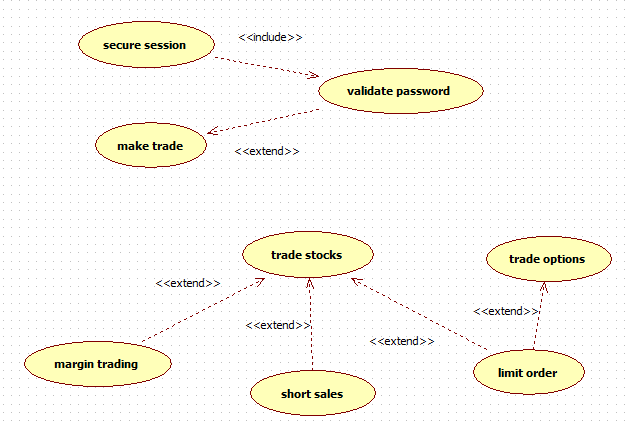 secure session
<<include>>
validate password
make trade
<<extend>>
trade stocks
trade options
<<extend>>
<<extend>>
<<extend>>
<<extend>>
margin trading
short sales
limit order